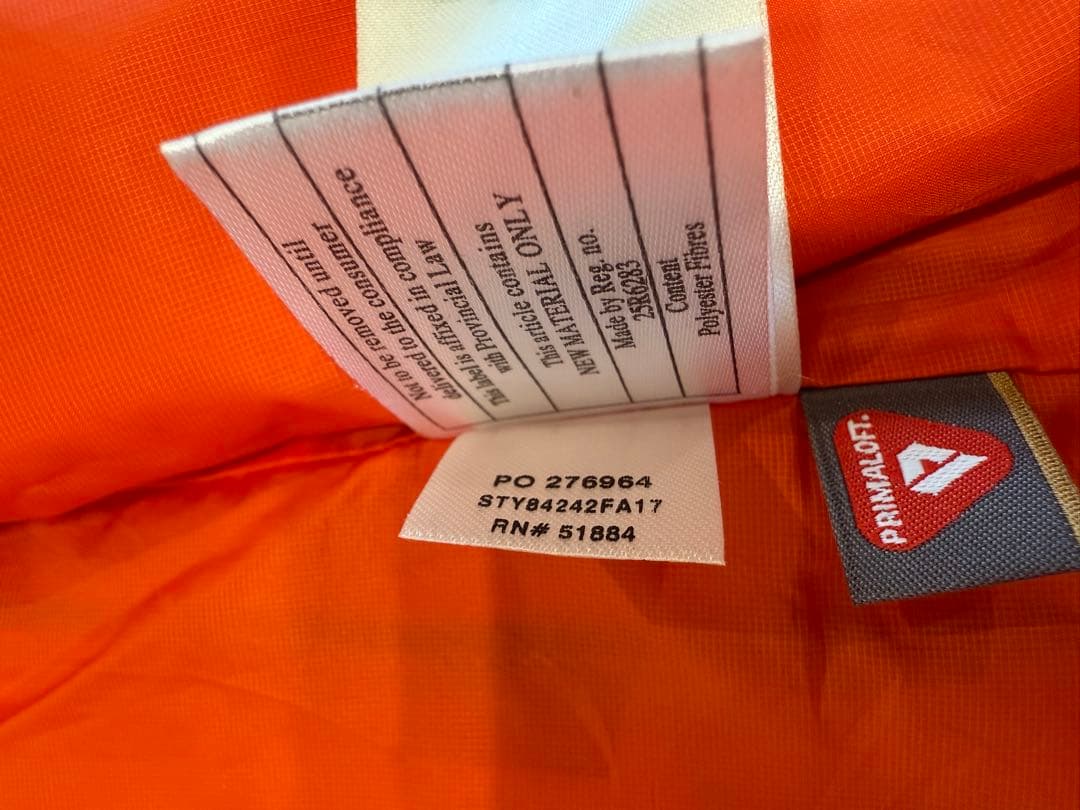 Not to be removed until
delivered to the consumer
This label is affixed in compliance
with Provincial Law
This article contains
NEW MATERIAL ONLY
Made by Reg. no.
25R6283
Content
Polyester Fibres
PO 276964
STY84242FA17
RN# 51884
PRIMALOFT.